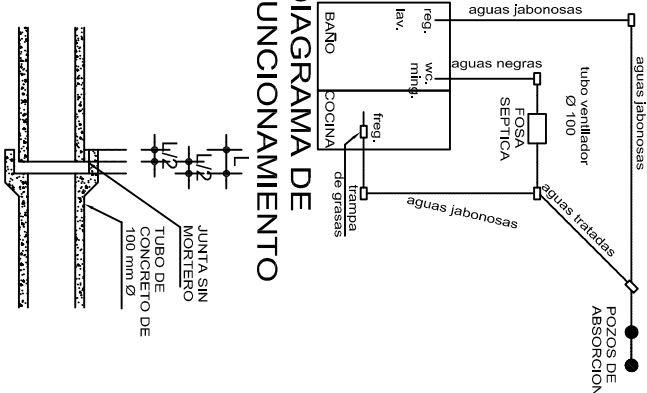 aguas jabonosas
aguas jabonosas
reg.
lav.
BAÑO
wc.
ming.
aguas negras
tubo ventilador
Ø 100
FOSA
SEPTICA
COCINA
freg.
trampa
de grasas
aguas jabonosas
aguas tratadas
POZOS DE
ABSORCION
DIAGRAMA DE
FUNCIONAMIENTO
L
L/2
L/2
JUNTA SIN
MORTERO
TUBO DE
CONCRETO DE
100 mm Ø